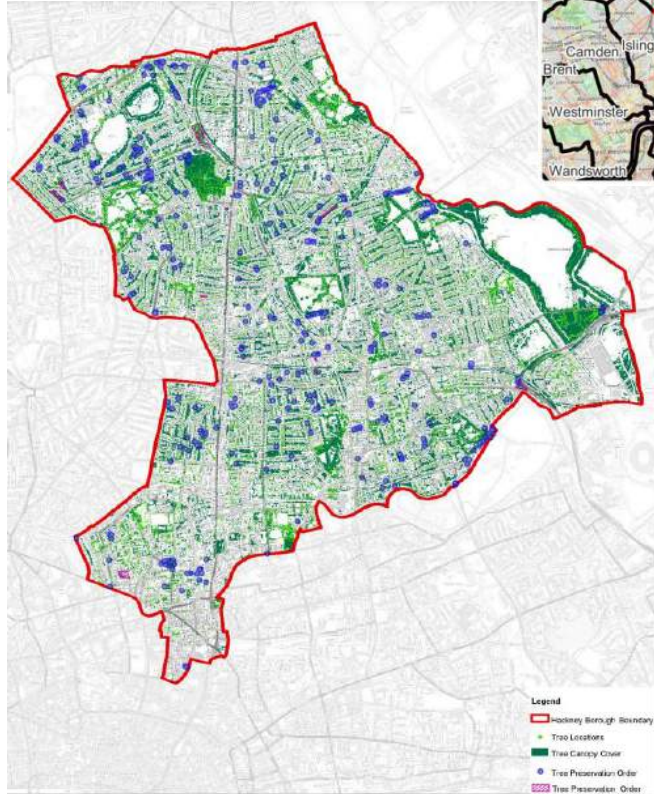 Camden
Isling
Brent
Westminster
Wandsworth
Legend
Hackney Borough Boundary
Tree Locations
Tree Canopy Cover
Tree Preservation Order
Tree Preservation Order